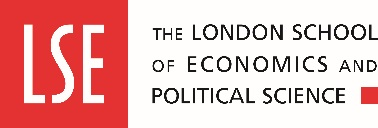 LSE
THE LONDON SCHOOL
OF ECONOMICS AND
POLITICAL SCIENCE